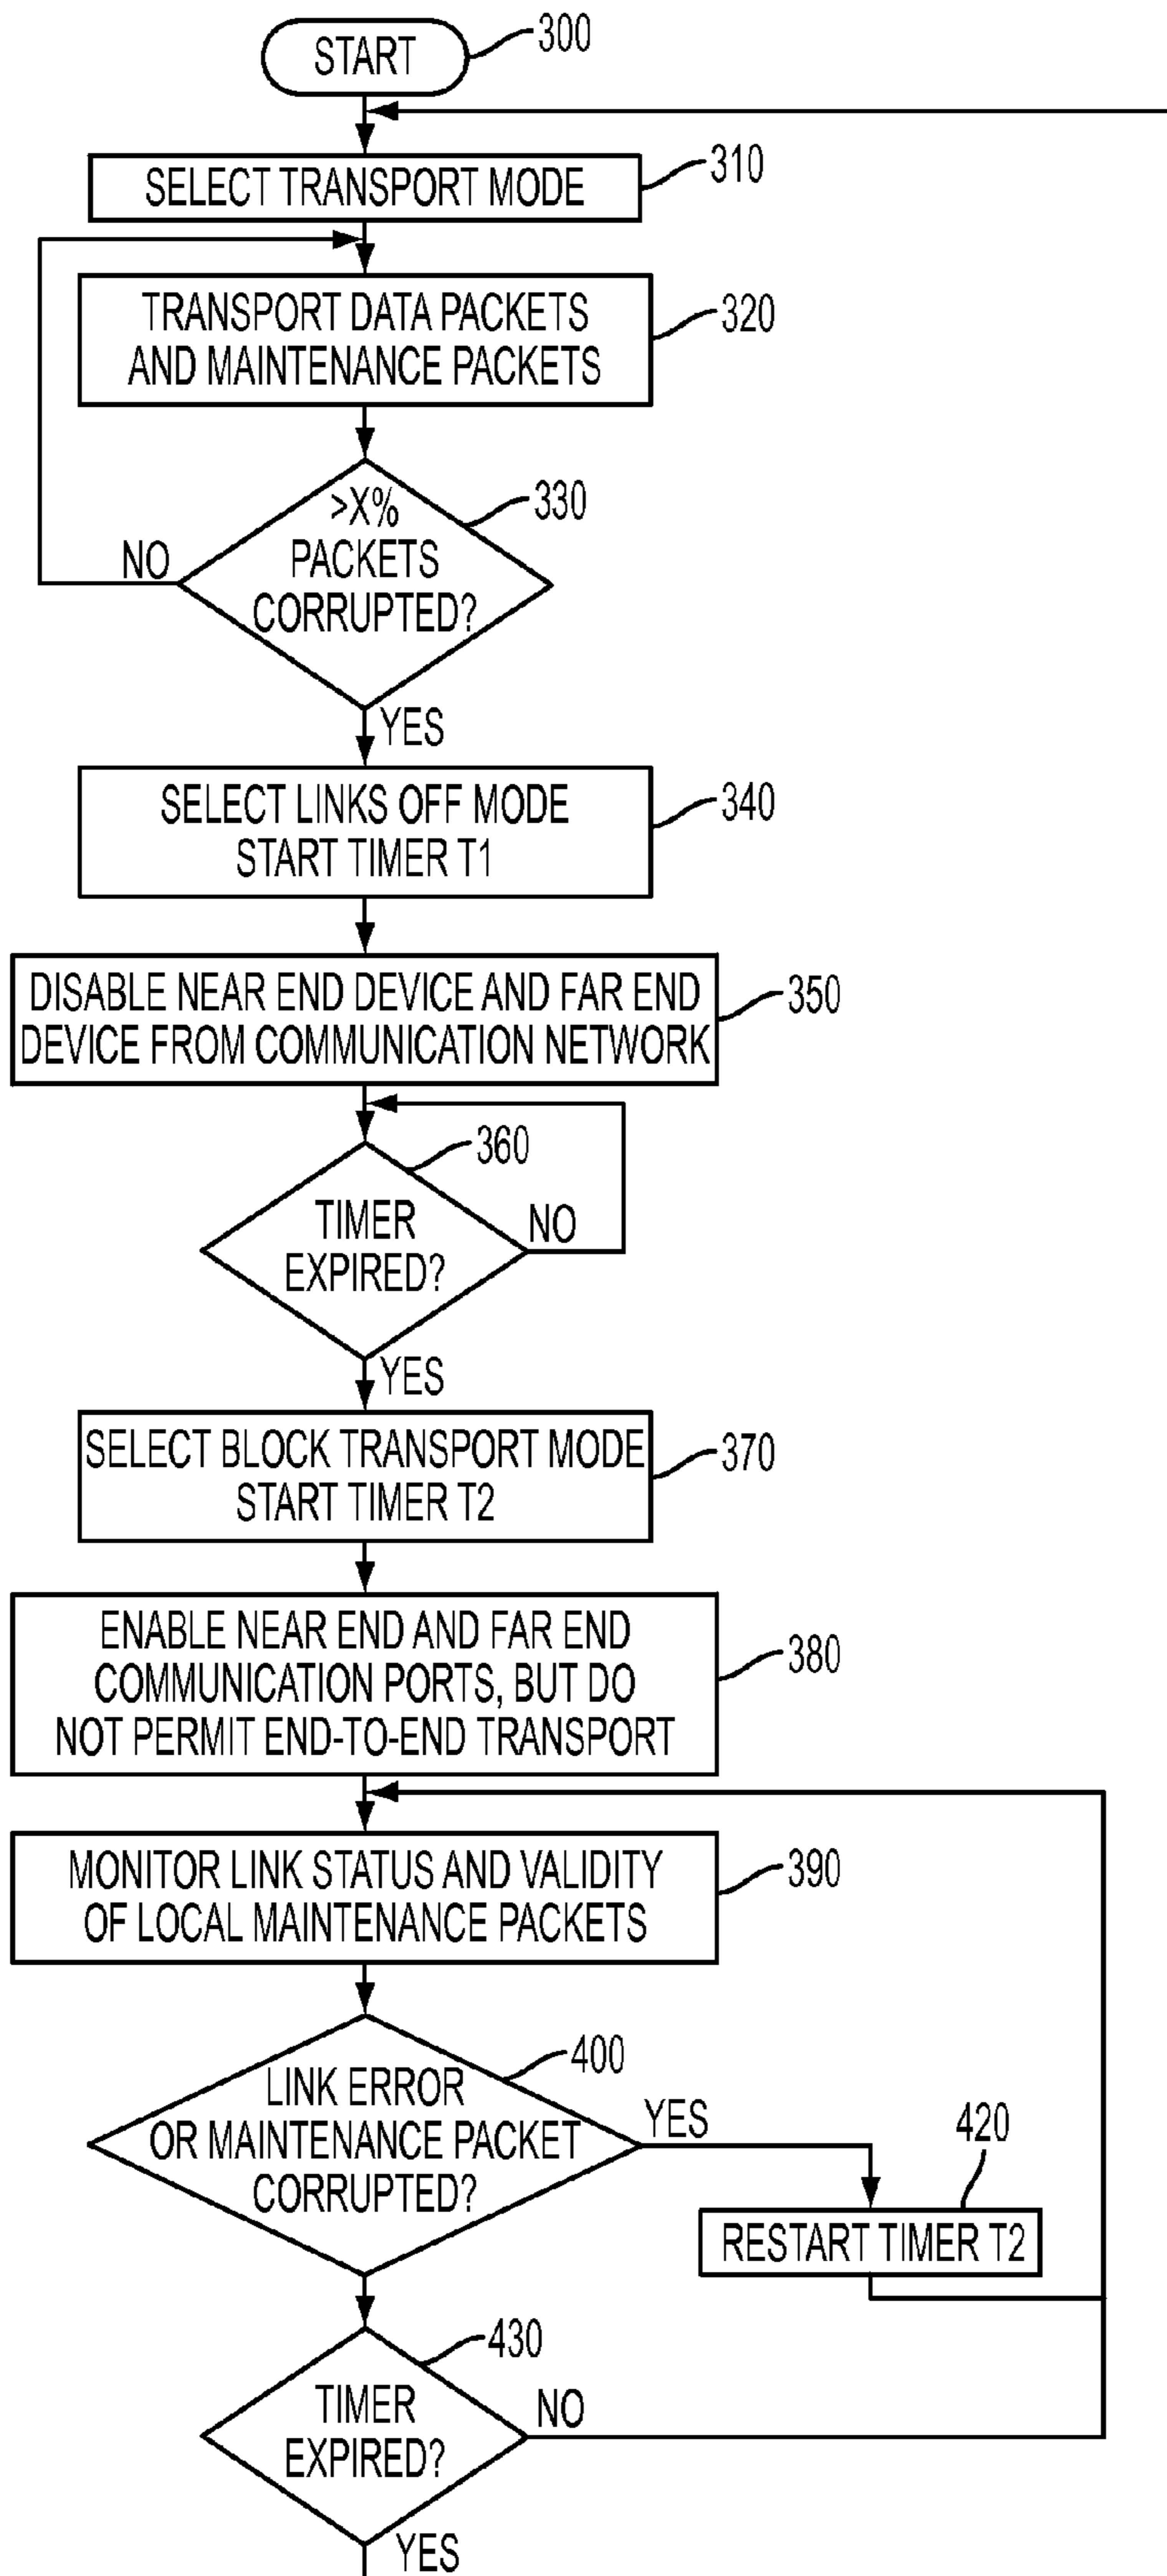 START
300
SELECT TRANSPORT MODE
310
TRANSPORT DATA PACKETS
AND MAINTENANCE PACKETS
320
>X%
PACKETS
CORRUPTED?
330
NO
YES
SELECT LINKS OFF MODE
START TIMER T1
340
DISABLE NEAR END DEVICE AND FAR END
DEVICE FROM COMMUNICATION NETWORK
350
TIMER
EXPIRED?
360
NO
YES
SELECT BLOCK TRANSPORT MODE
START TIMER T2
370
ENABLE NEAR END AND FAR END
COMMUNICATION PORTS, BUT DO
NOT PERMIT END-TO-END TRANSPORT
380
MONITOR LINK STATUS AND VALIDITY
OF LOCAL MAINTENANCE PACKETS
390
LINK ERROR
OR MAINTENANCE PACKET
CORRUPTED?
400
YES
420
RESTART TIMER T2
TIMER
EXPIRED?
430
NO
YES